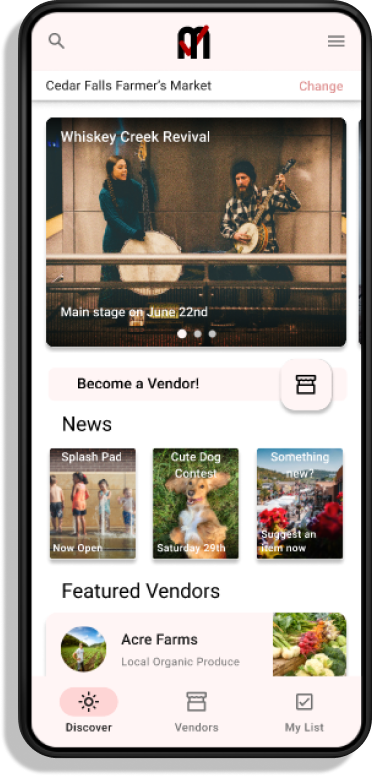 Cedar Falls Farmer's Market
Change
Whiskey Creek Revival
Main stage on June 22nd
Become a Vendor!
News
Splash Pad
Now Open
Cute Dog
Contest
Saturday 29th
Something
new?
Suggest an
item now
Featured Vendors
Acre Farms
Local Organic Produce
Discover
Vendors
My List